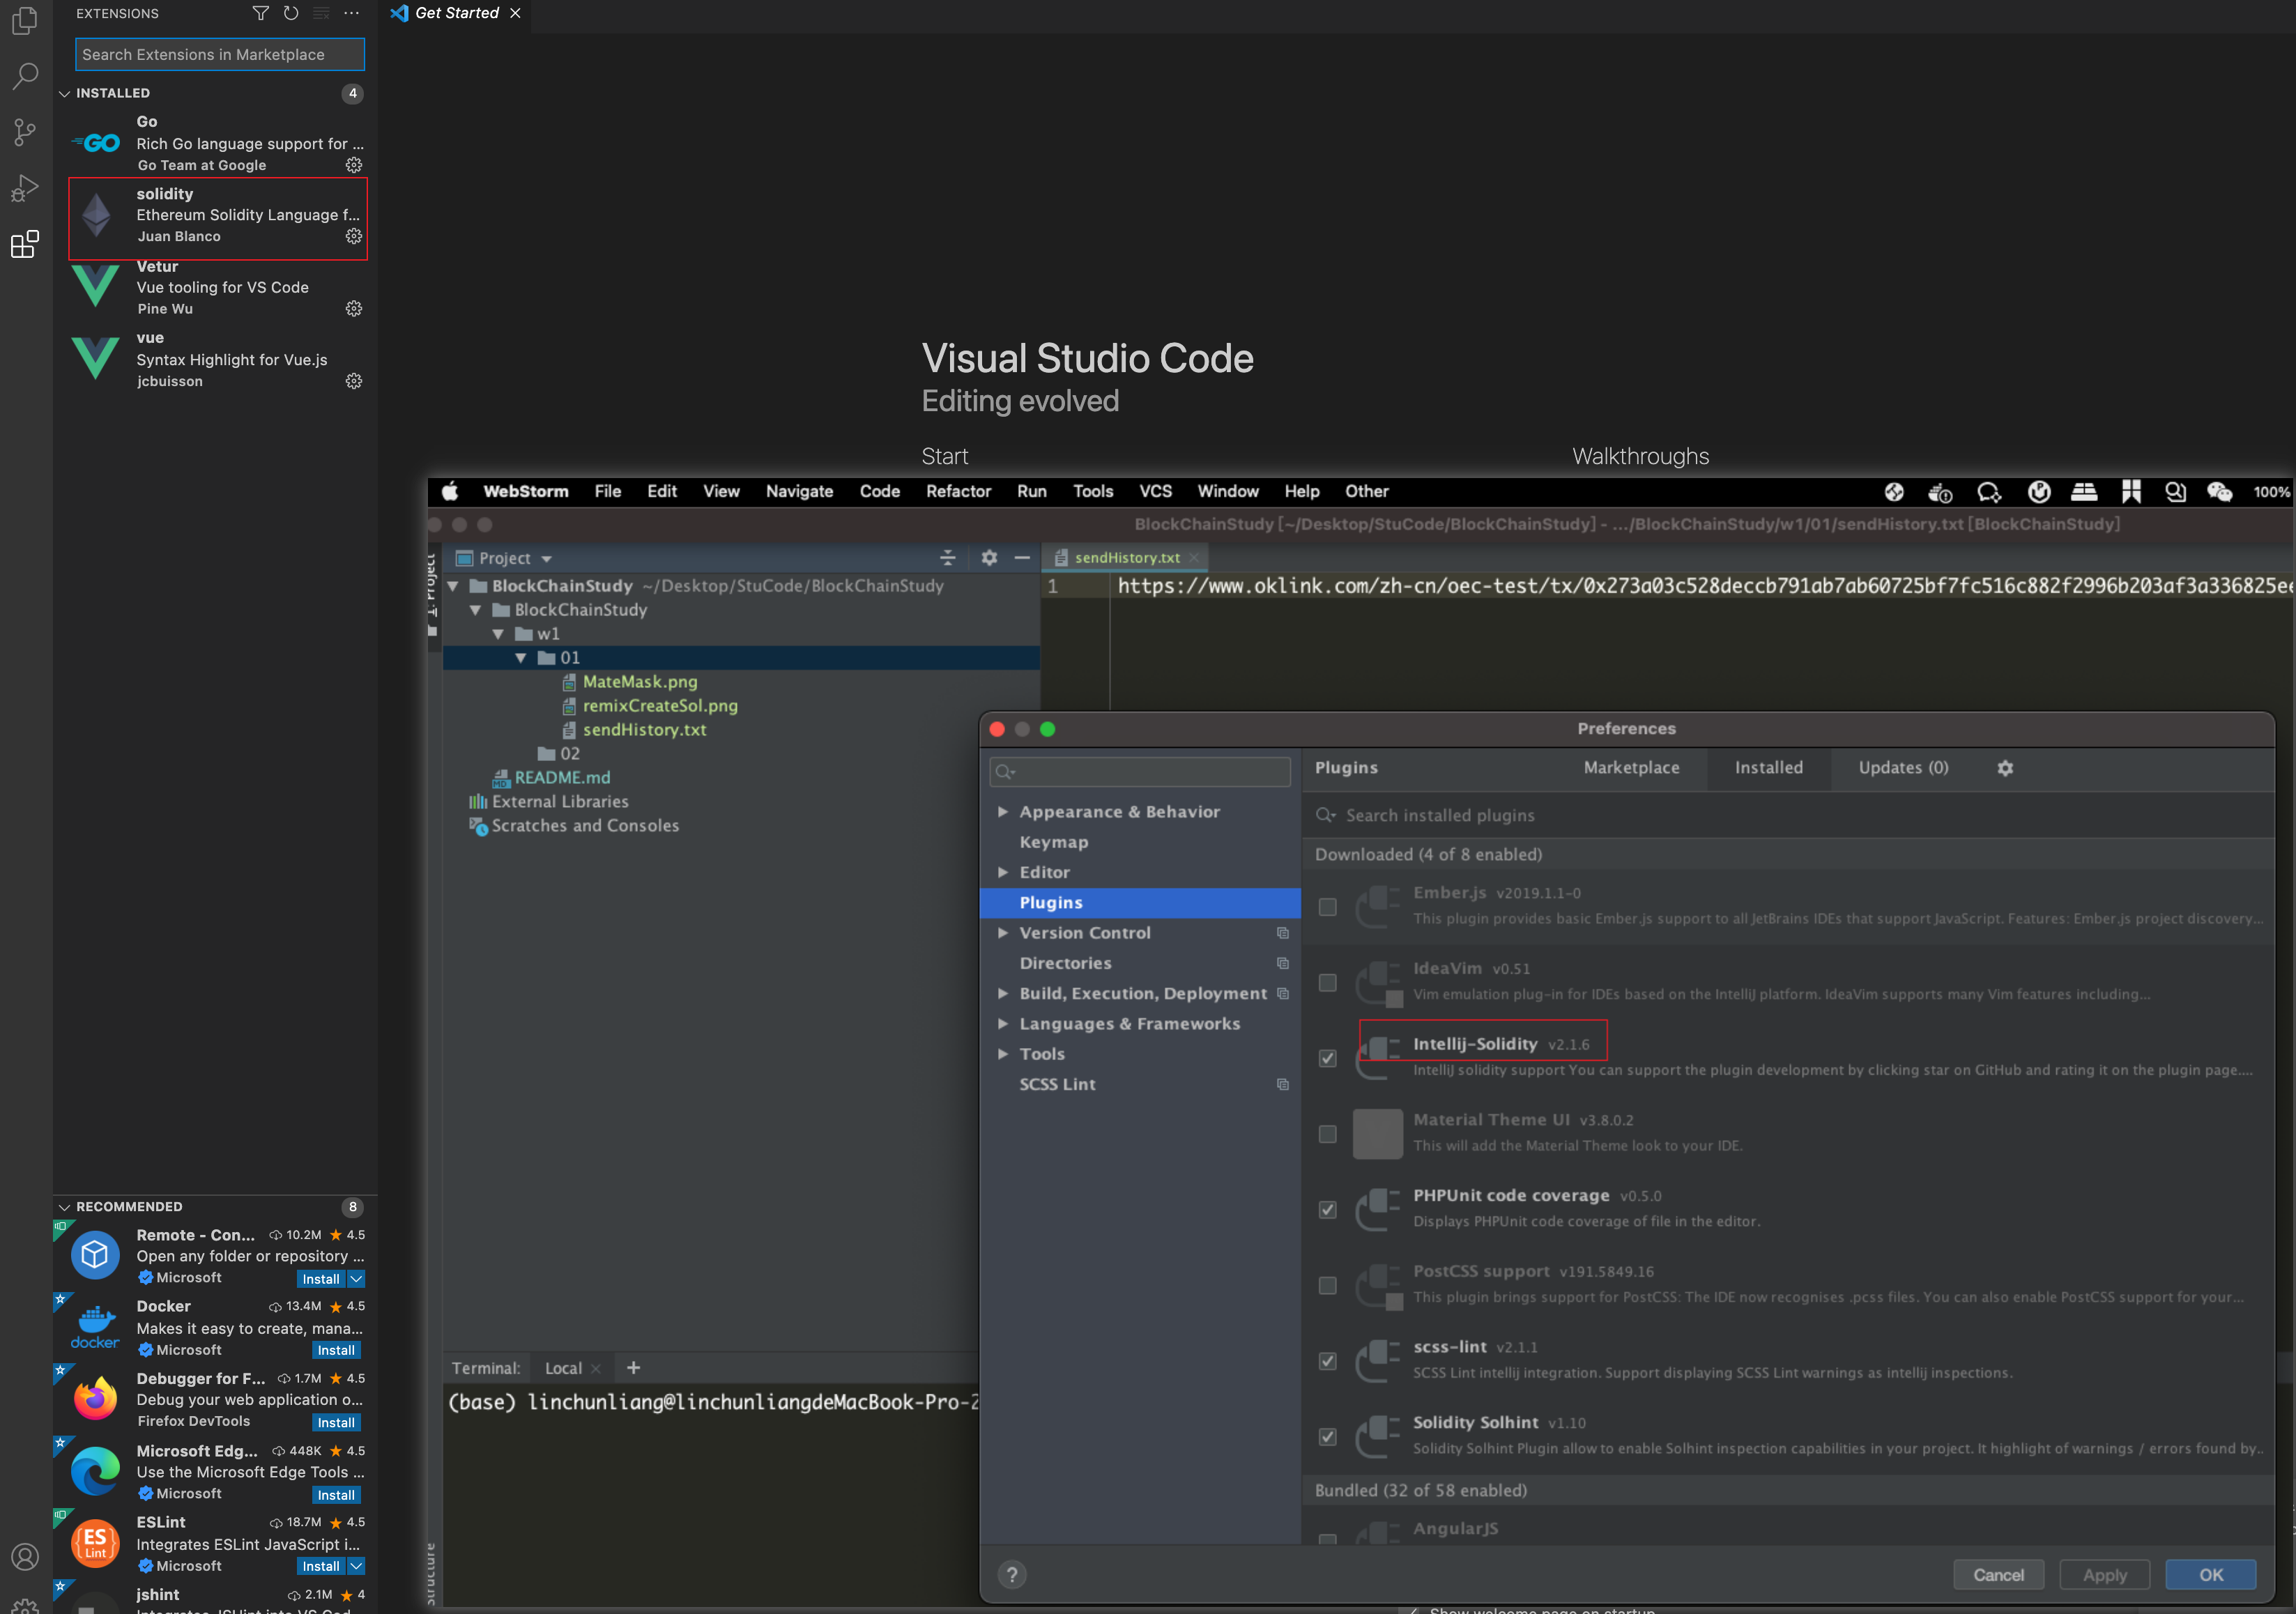 EXTENSIONS
Search Extensions in Marketplace
INSTALLED
4
Go
GO
Rich Go language support for ...
Go Team at Google
solidity
Ethereum Solidity Language f...
Juan Blanco
Vetur
Vue tooling for VS Code
Pine Wu
vue
Syntax Highlight for Vue.js
jcbuisson
RECOMMENDED
8
Remote - Con... 10.2M 4.5
Open any folder or repository ...
Microsoft Install
Docker 13.4M 4.5
docker
Makes it easy to create, mana...
Microsoft Install
Debugger for F... 1.7M 4.5
Debug your web application o...
Firefox DevTools Install
Microsoft Edg... 448K 4.5
Use the Microsoft Edge Tools ...
Microsoft Install
ESLint 18.7M 4.5
ES
Lint
Integrates ESLint JavaScript i...
Microsoft Install
jshint 2.1M 4
Get Started
Visual Studio Code
Editing evolved
Start
Walkthroughs
WebStorm File Edit View Navigate Code Refactor Run Tools VCS Window Help Other 100%
BlockChainStudy [~/Desktop/StuCode/BlockChainStudy] - .../BlockChainStudy/w1/01/sendHistory.txt [BlockChainStudy]
Project
sendHistory.txt
BlockChainStudy ~/Desktop/StuCode/BlockChainStudy
BlockChainStudy
w1
01
MateMask.png
remixCreateSol.png
sendHistory.txt
02
README.md
External Libraries
Scratches and Consoles
1 https://www.oklink.com/zh-cn/oec-test/tx/0x273a03c528deccb791ab7ab60725bf7fc516c882f2996b203af3a336825ee
Terminal: Local +
(base) linchunliang@linchunliangdeMacBook-Pro-2
Structure
Preferences
Appearance & Behavior
Keymap
Editor
Plugins
Version Control
Directories
Build, Execution, Deployment
Languages & Frameworks
Tools
SCSS Lint
Plugins Marketplace Installed Updates (0)
Search installed plugins
Downloaded (4 of 8 enabled)
Ember.js v2019.1.1-0
This plugin provides basic Ember.js support to all JetBrains IDEs that support JavaScript. Features: Ember.js project discovery...
IdeaVim v0.51
Vim emulation plug-in for IDEs based on the IntelliJ platform. IdeaVim supports many Vim features including...
Intellij-Solidity v2.1.6
IntelliJ solidity support You can support the plugin development by clicking star on GitHub and rating it on the plugin page....
Material Theme UI v3.8.0.2
This will add the Material Theme look to your IDE.
PHPUnit code coverage v0.5.0
Displays PHPUnit code coverage of file in the editor.
PostCSS support v191.5849.16
This plugin brings support for PostCSS: The IDE now recognises .pcss files. You can also enable PostCSS support for your...
scss-lint v2.1.1
SCSS Lint intellij integration. Support displaying SCSS Lint warnings as intellij inspections.
Solidity Solhint v1.10
Solidity Solhint Plugin allow to enable Solhint inspection capabilities in your project. It highlight of warnings / errors found by..
Bundled (32 of 58 enabled)
AngularJS
? Cancel Apply OK
Show welcome page on startup